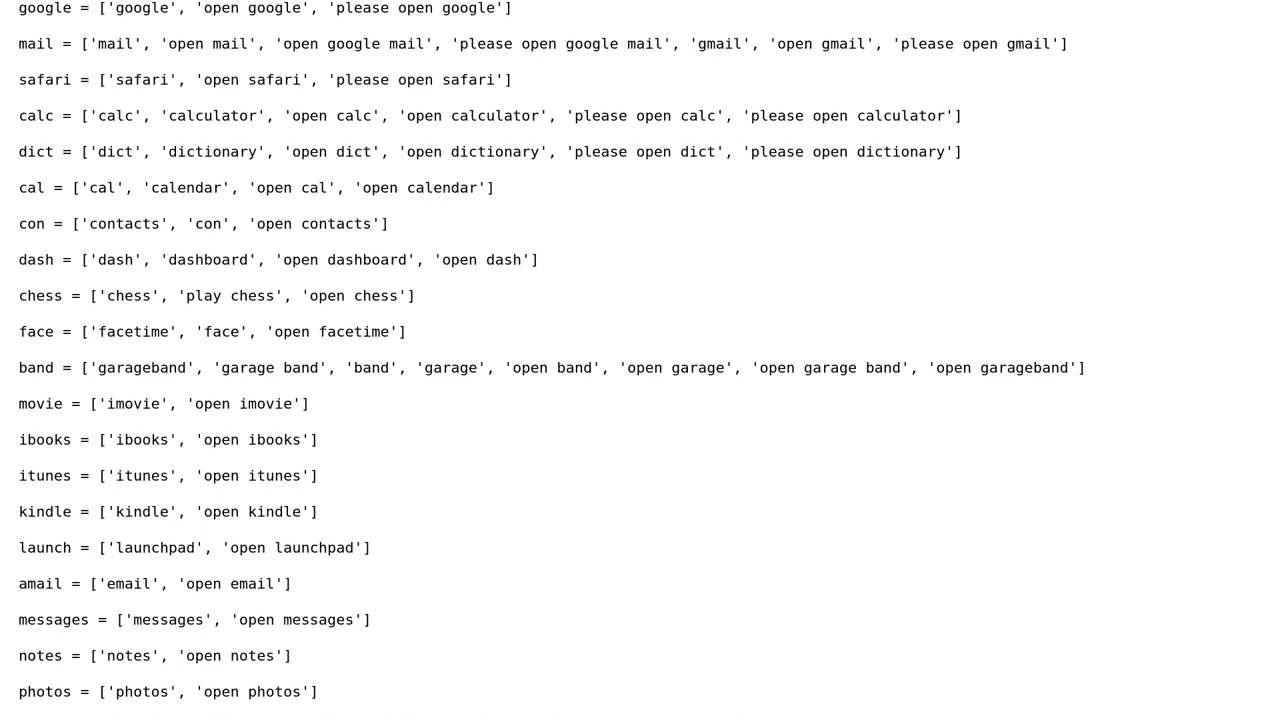 google = ['google', 'open google', 'please open google']
mail = ['mail', 'open mail', 'open google mail', 'please open google mail', 'gmail', 'open gmail', 'please open gmail']
safari = ['safari', 'open safari', 'please open safari']
calc = ['calc', 'calculator', 'open calc', 'open calculator', 'please open calc', 'please open calculator']
dict = ['dict', 'dictionary', 'open dict', 'open dictionary', 'please open dict', 'please open dictionary']
cal = ['cal', 'calendar', 'open cal', 'open calendar']
con = ['contacts', 'con', 'open contacts']
dash = ['dash', 'dashboard', 'open dashboard', 'open dash']
chess = ['chess', 'play chess', 'open chess']
face = ['facetime', 'face', 'open facetime']
band = ['garageband', 'garage band', 'band', 'garage', 'open band', 'open garage', 'open garage band', 'open garageband']
movie = ['imovie', 'open imovie']
ibooks = ['ibooks', 'open ibooks']
itunes = ['itunes', 'open itunes']
kindle = ['kindle', 'open kindle']
launch = ['launchpad', 'open launchpad']
amail = ['email', 'open email']
messages = ['messages', 'open messages']
notes = ['notes', 'open notes']
photos = ['photos', 'open photos']